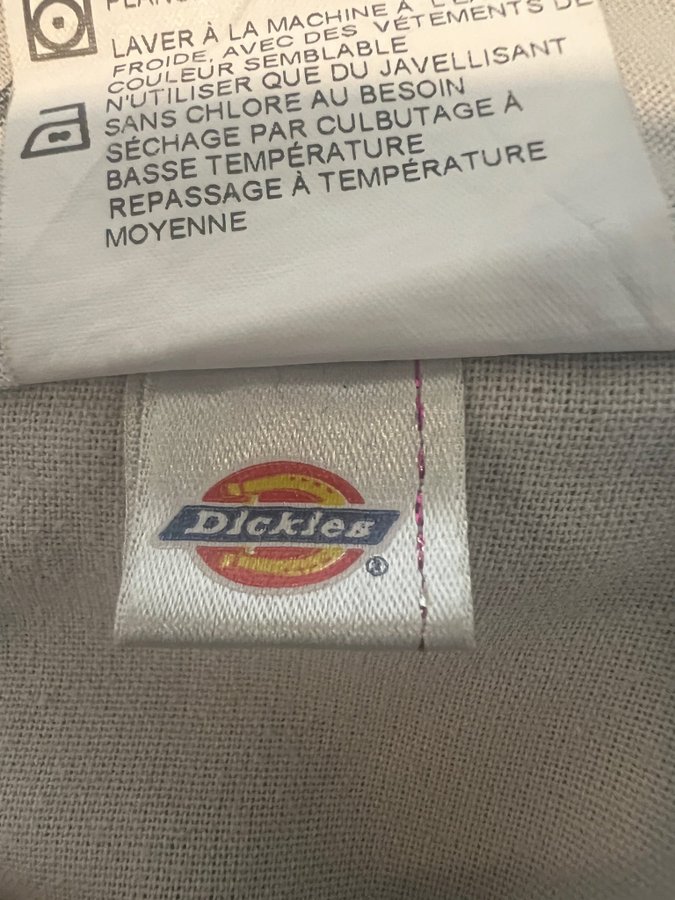 LAVER À LA MACHINE À L'EAU
FROIDE, AVEC DES VÊTEMENTS DE
COULEUR SEMBLABLE
N'UTILISER QUE DU JAVELLISANT
SANS CHLORE AU BESOIN
SÉCHAGE PAR CULBUTAGE À
BASSE TEMPÉRATURE
REPASSAGE À TEMPÉRATURE
MOYENNE
Dickies
®